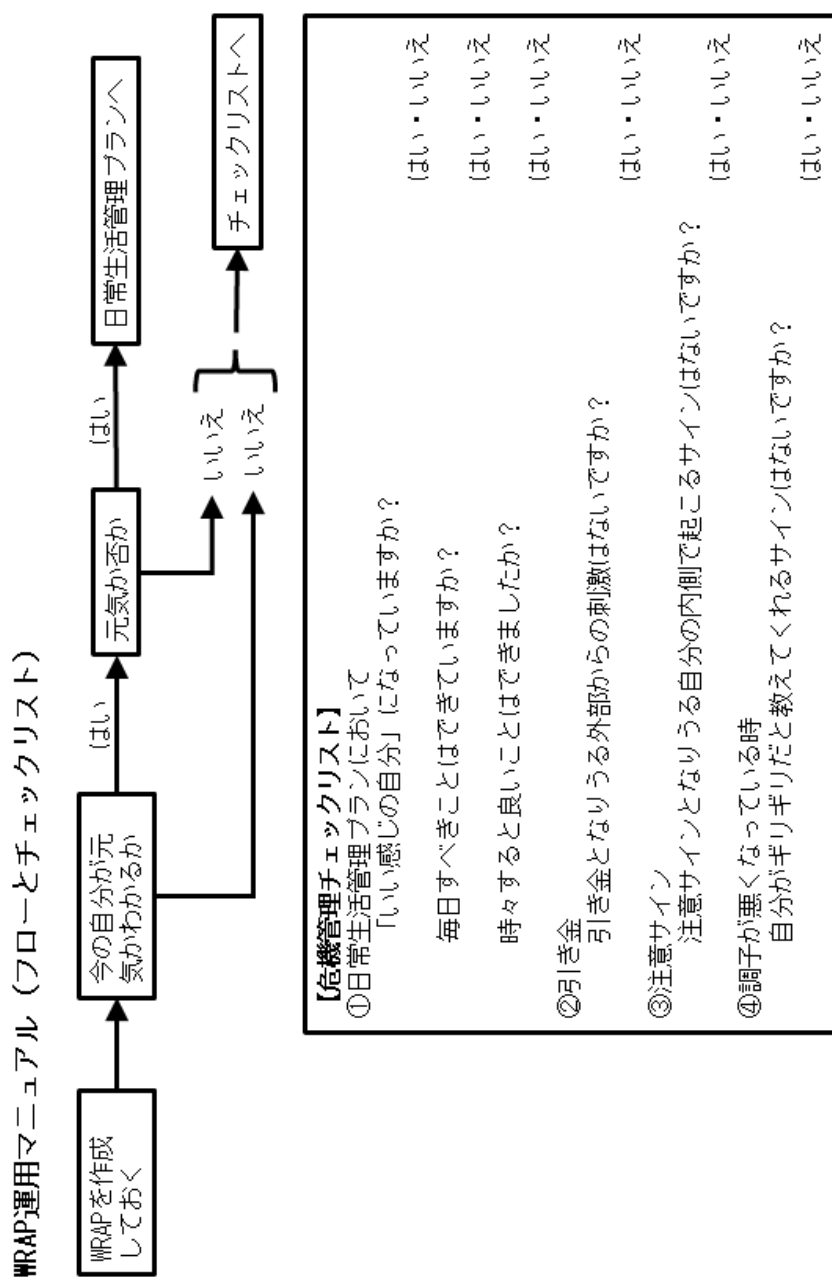 WRAP運用マニュアル（フローとチェックリスト）
WRAPを作成
しておく
今の自分が元
気かわかるか
はい
元気か否か
はい
日常生活管理プランへ
いいえ
いいえ
チェックリストへ
【危機管理チェックリスト】
①日常生活管理プランにおいて
「いい感じの自分」になっていますか？ （はい・いいえ
毎日すべきことはできていますか？ （はい・いいえ
時々すると良いことはできましたか？ （はい・いいえ
②引き金
引き金となりうる外部からの刺激はないですか？ （はい・いいえ
③注意サイン
注意サインとなりうる自分の内側で起こるサインはないですか？ （はい・いいえ
④調子が悪くなっている時
自分がギリギリだと教えてくれるサインはないですか？ （はい・いいえ